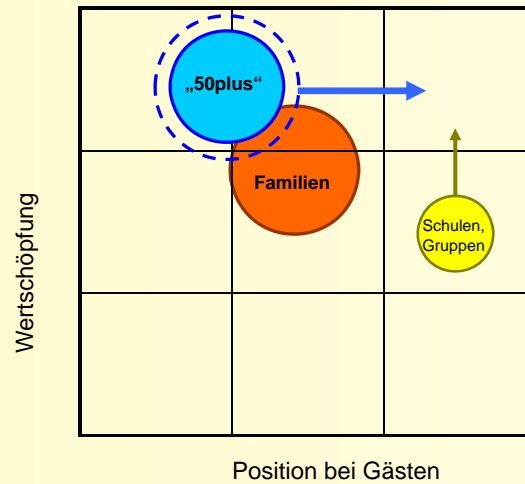 „50plus“
Familien
Schulen,
Gruppen
Wertschöpfung
Position bei Gästen